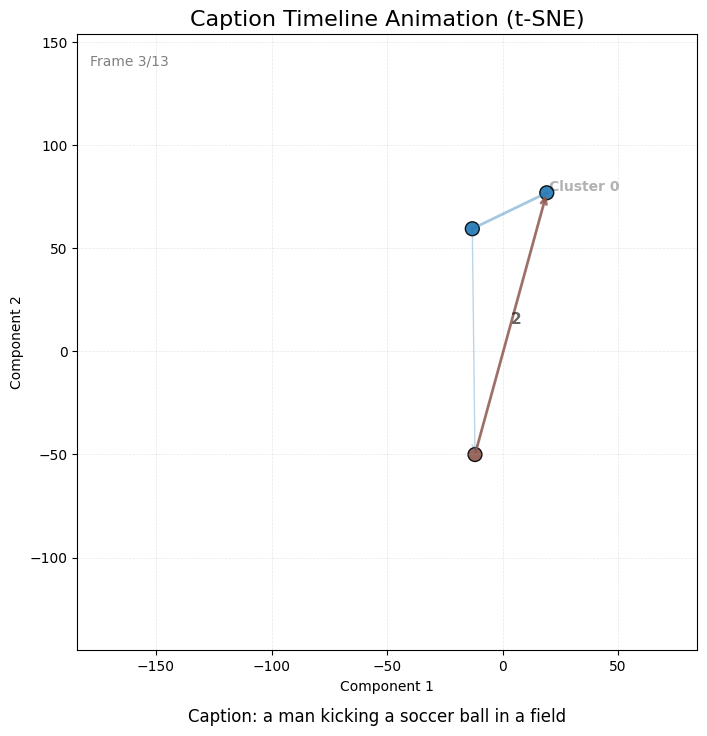 Caption Timeline Animation (t-SNE)
150
Frame 3/13
100
Cluster 0
50
2
0
−50
−100
−150
−100
−50
0
50
Component 2
Component 1
Caption: a man kicking a soccer ball in a field